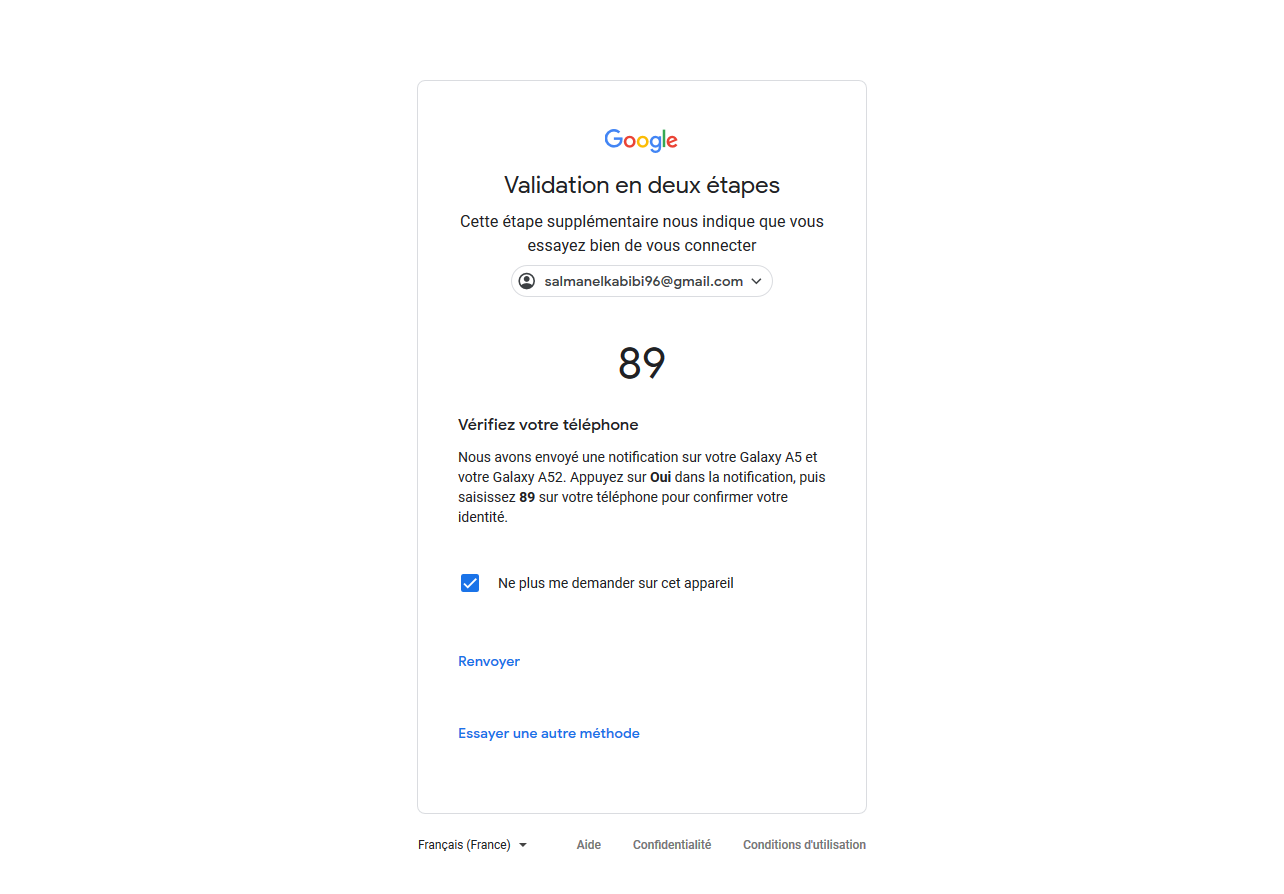 Google
Validation en deux étapes
Cette étape supplémentaire nous indique que vous
essayez bien de vous connecter
salmanelkabibi96@gmail.com
89
Vérifiez votre téléphone
Nous avons envoyé une notification sur votre Galaxy A5 et
votre Galaxy A52. Appuyez sur Oui dans la notification, puis
saisissez 89 sur votre téléphone pour confirmer votre
identité.
Ne plus me demander sur cet appareil
Renvoyer
Essayer une autre méthode
Français (France) Aide Confidentialité Conditions d'utilisation